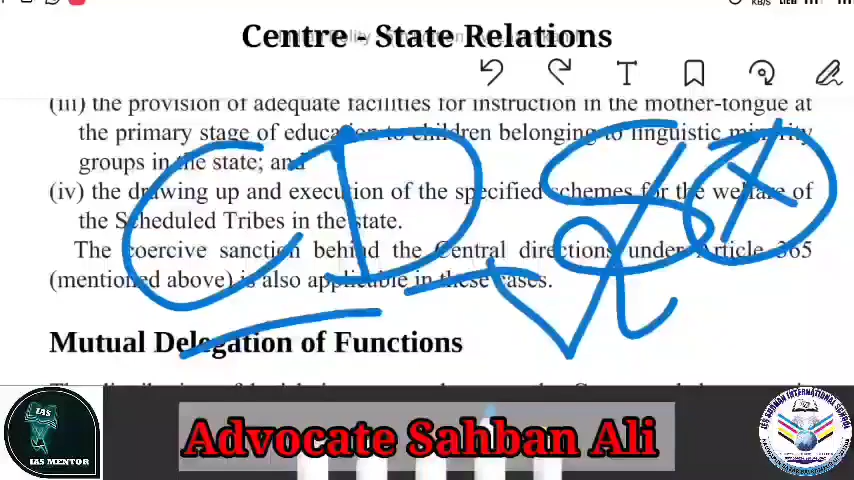 KB/S
Centre - State Relations
(iii) the provision of adequate facilities for instruction in the mother-tongue at
the primary stage of education to children belonging to linguistic minority
groups in the state; and
(iv) the drawing up and execution of the specified schemes for the welfare of
the Scheduled Tribes in the state.
The coercive sanction behind the Central directions under Article 365
(mentioned above) is also applicable in these cases.
Mutual Delegation of Functions
IAS
IAS MENTOR
Advocate Sahban Ali